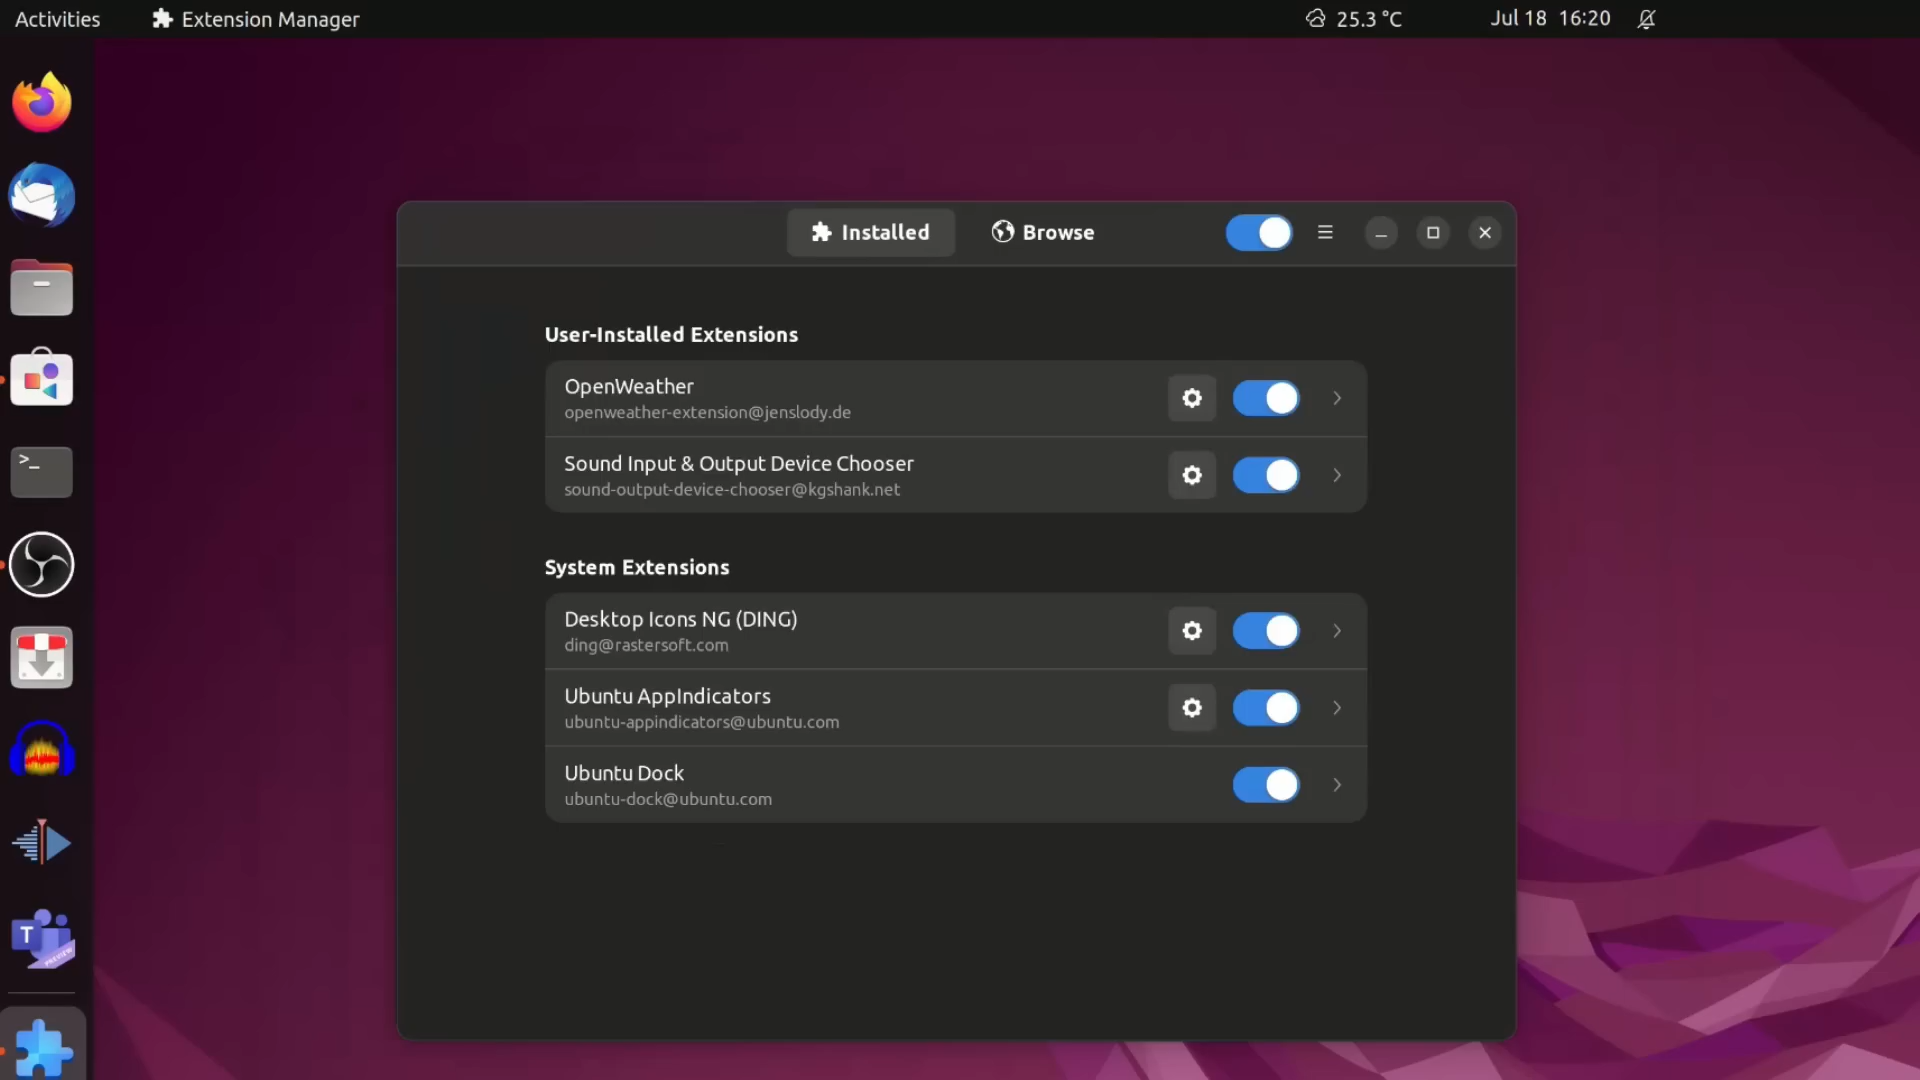 Activities
Extension Manager
25.3 °C
Jul 18 16:20
Installed
Browse
User-Installed Extensions
OpenWeather
openweather-extension@jenslody.de
Sound Input & Output Device Chooser
sound-output-device-chooser@kgshank.net
System Extensions
Desktop Icons NG (DING)
ding@rastersoft.com
Ubuntu AppIndicators
ubuntu-appindicators@ubuntu.com
Ubuntu Dock
ubuntu-dock@ubuntu.com
>_
T
PREVIEW